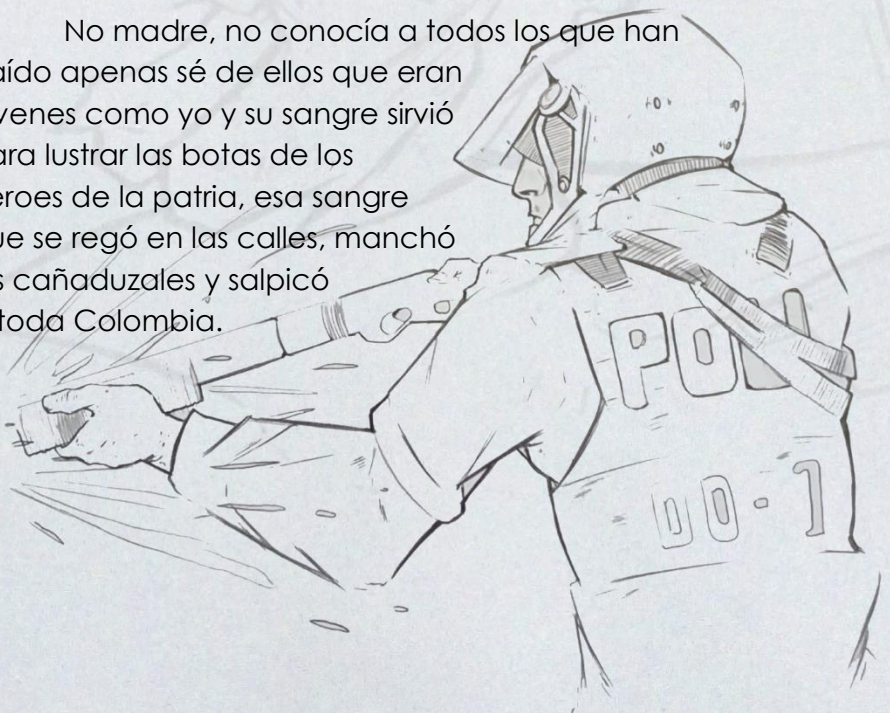 No madre, no conocía a todos los que han
aído apenas sé de ellos que eran
venes como yo y su sangre sirvió
ara lustrar las botas de los
éroes de la patria, esa sangre
ue se regó en las calles, manchó
s cañaduzales y salpicó
toda Colombia.
POLI